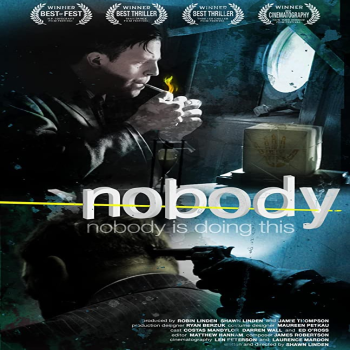 WINNER WINNER WINNER WINNER
BEST OF FEST BEST THRILLER BEST THRILLER CINEMATOGRAPHY
nobody
nobody is doing this
produced by ROBIN LINDEN SHAWN LINDEN and JAMIE THOMPSON
production designer RYAN BERZUK costume designer MAUREEN PETKAU
cast COSTAS MANDYLOR DARREN WALL and ED O'ROSS
editor MATTHEW HANNAM composer JAMES ROBERTSON
cinematography LEN PETERSON and LAURENCE MARDON
and directed by SHAWN LINDEN